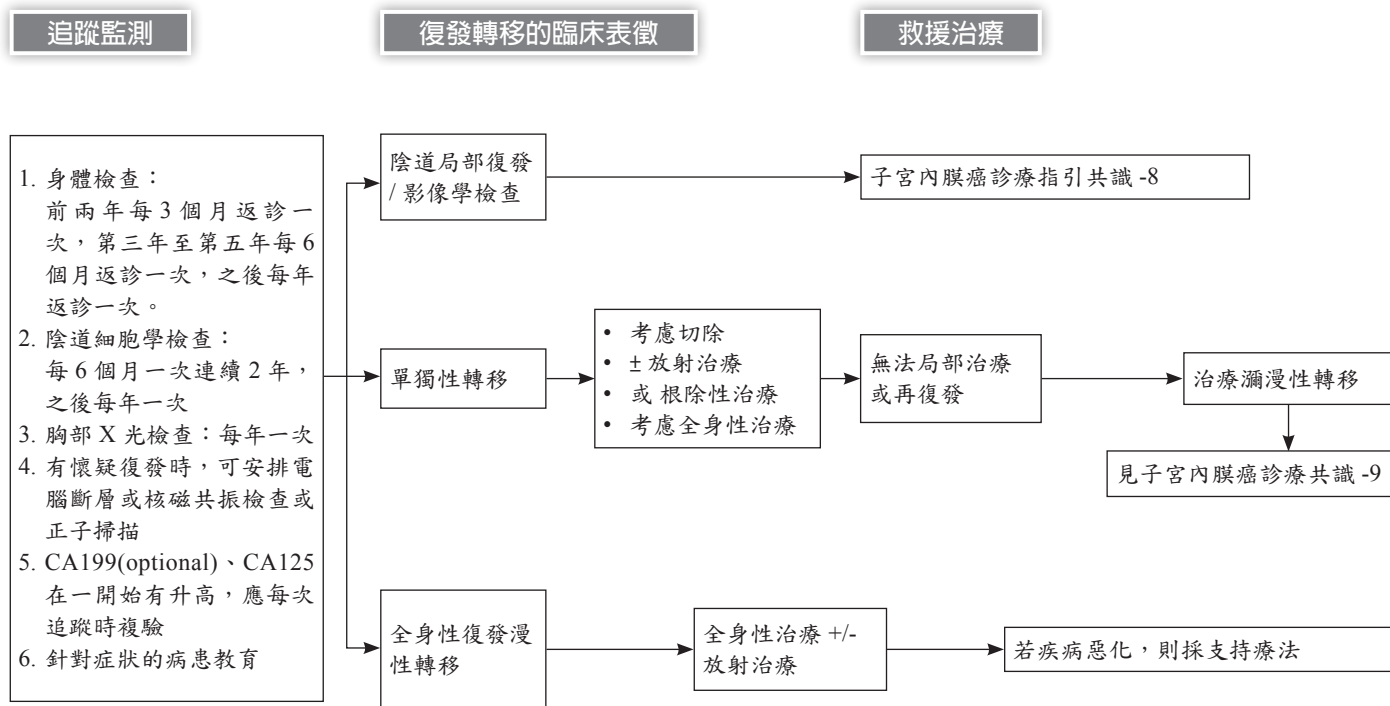 追蹤監測
復發轉移的臨床表徵
救援治療
1. 身體檢查：
前兩年每 3 個月返診一
次，第三年至第五年每 6
個月返診一次，之後每年
返診一次。
2. 陰道細胞學檢查：
每 6 個月一次連續 2 年，
之後每年一次
3. 胸部 X 光檢查：每年一次
4. 有懷疑復發時，可安排電
腦斷層或核磁共振檢查或
正子掃描
5. CA199(optional)、CA125
在一開始有升高，應每次
追蹤時複驗
6. 針對症狀的病患教育
陰道局部復發
/ 影像學檢查
子宮內膜癌診療指引共識 -8
單獨性轉移
• 考慮切除
• ± 放射治療
• 或 根除性治療
• 考慮全身性治療
無法局部治療
或再復發
治療瀰漫性轉移
見子宮內膜癌診療共識 -9
全身性復發漫
性轉移
全身性治療 +/-
放射治療
若疾病惡化，則採支持療法